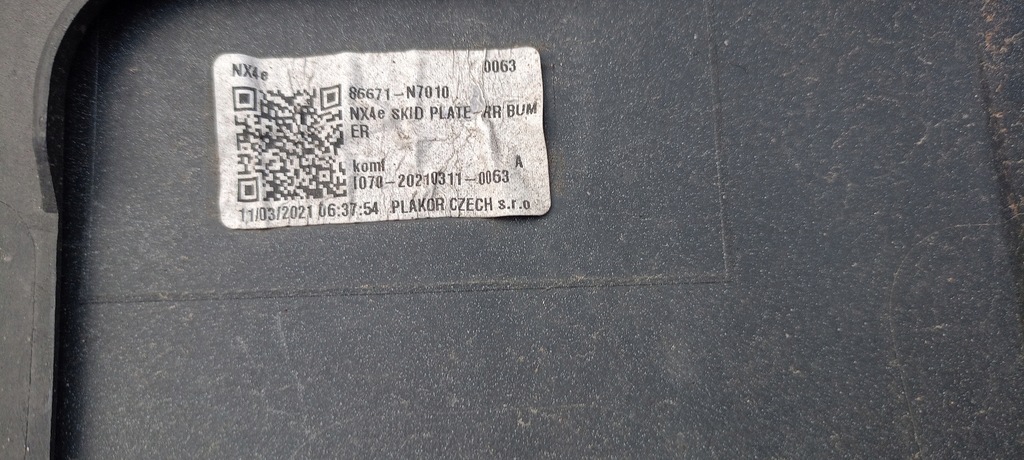 NX4e 0063
86671-N7010
NX4e SKID PLATE-RR BUM
ER
komf A
I070-20210311-0063
11/03/2021 06:37:54 PLAKOR CZECH s.r.o